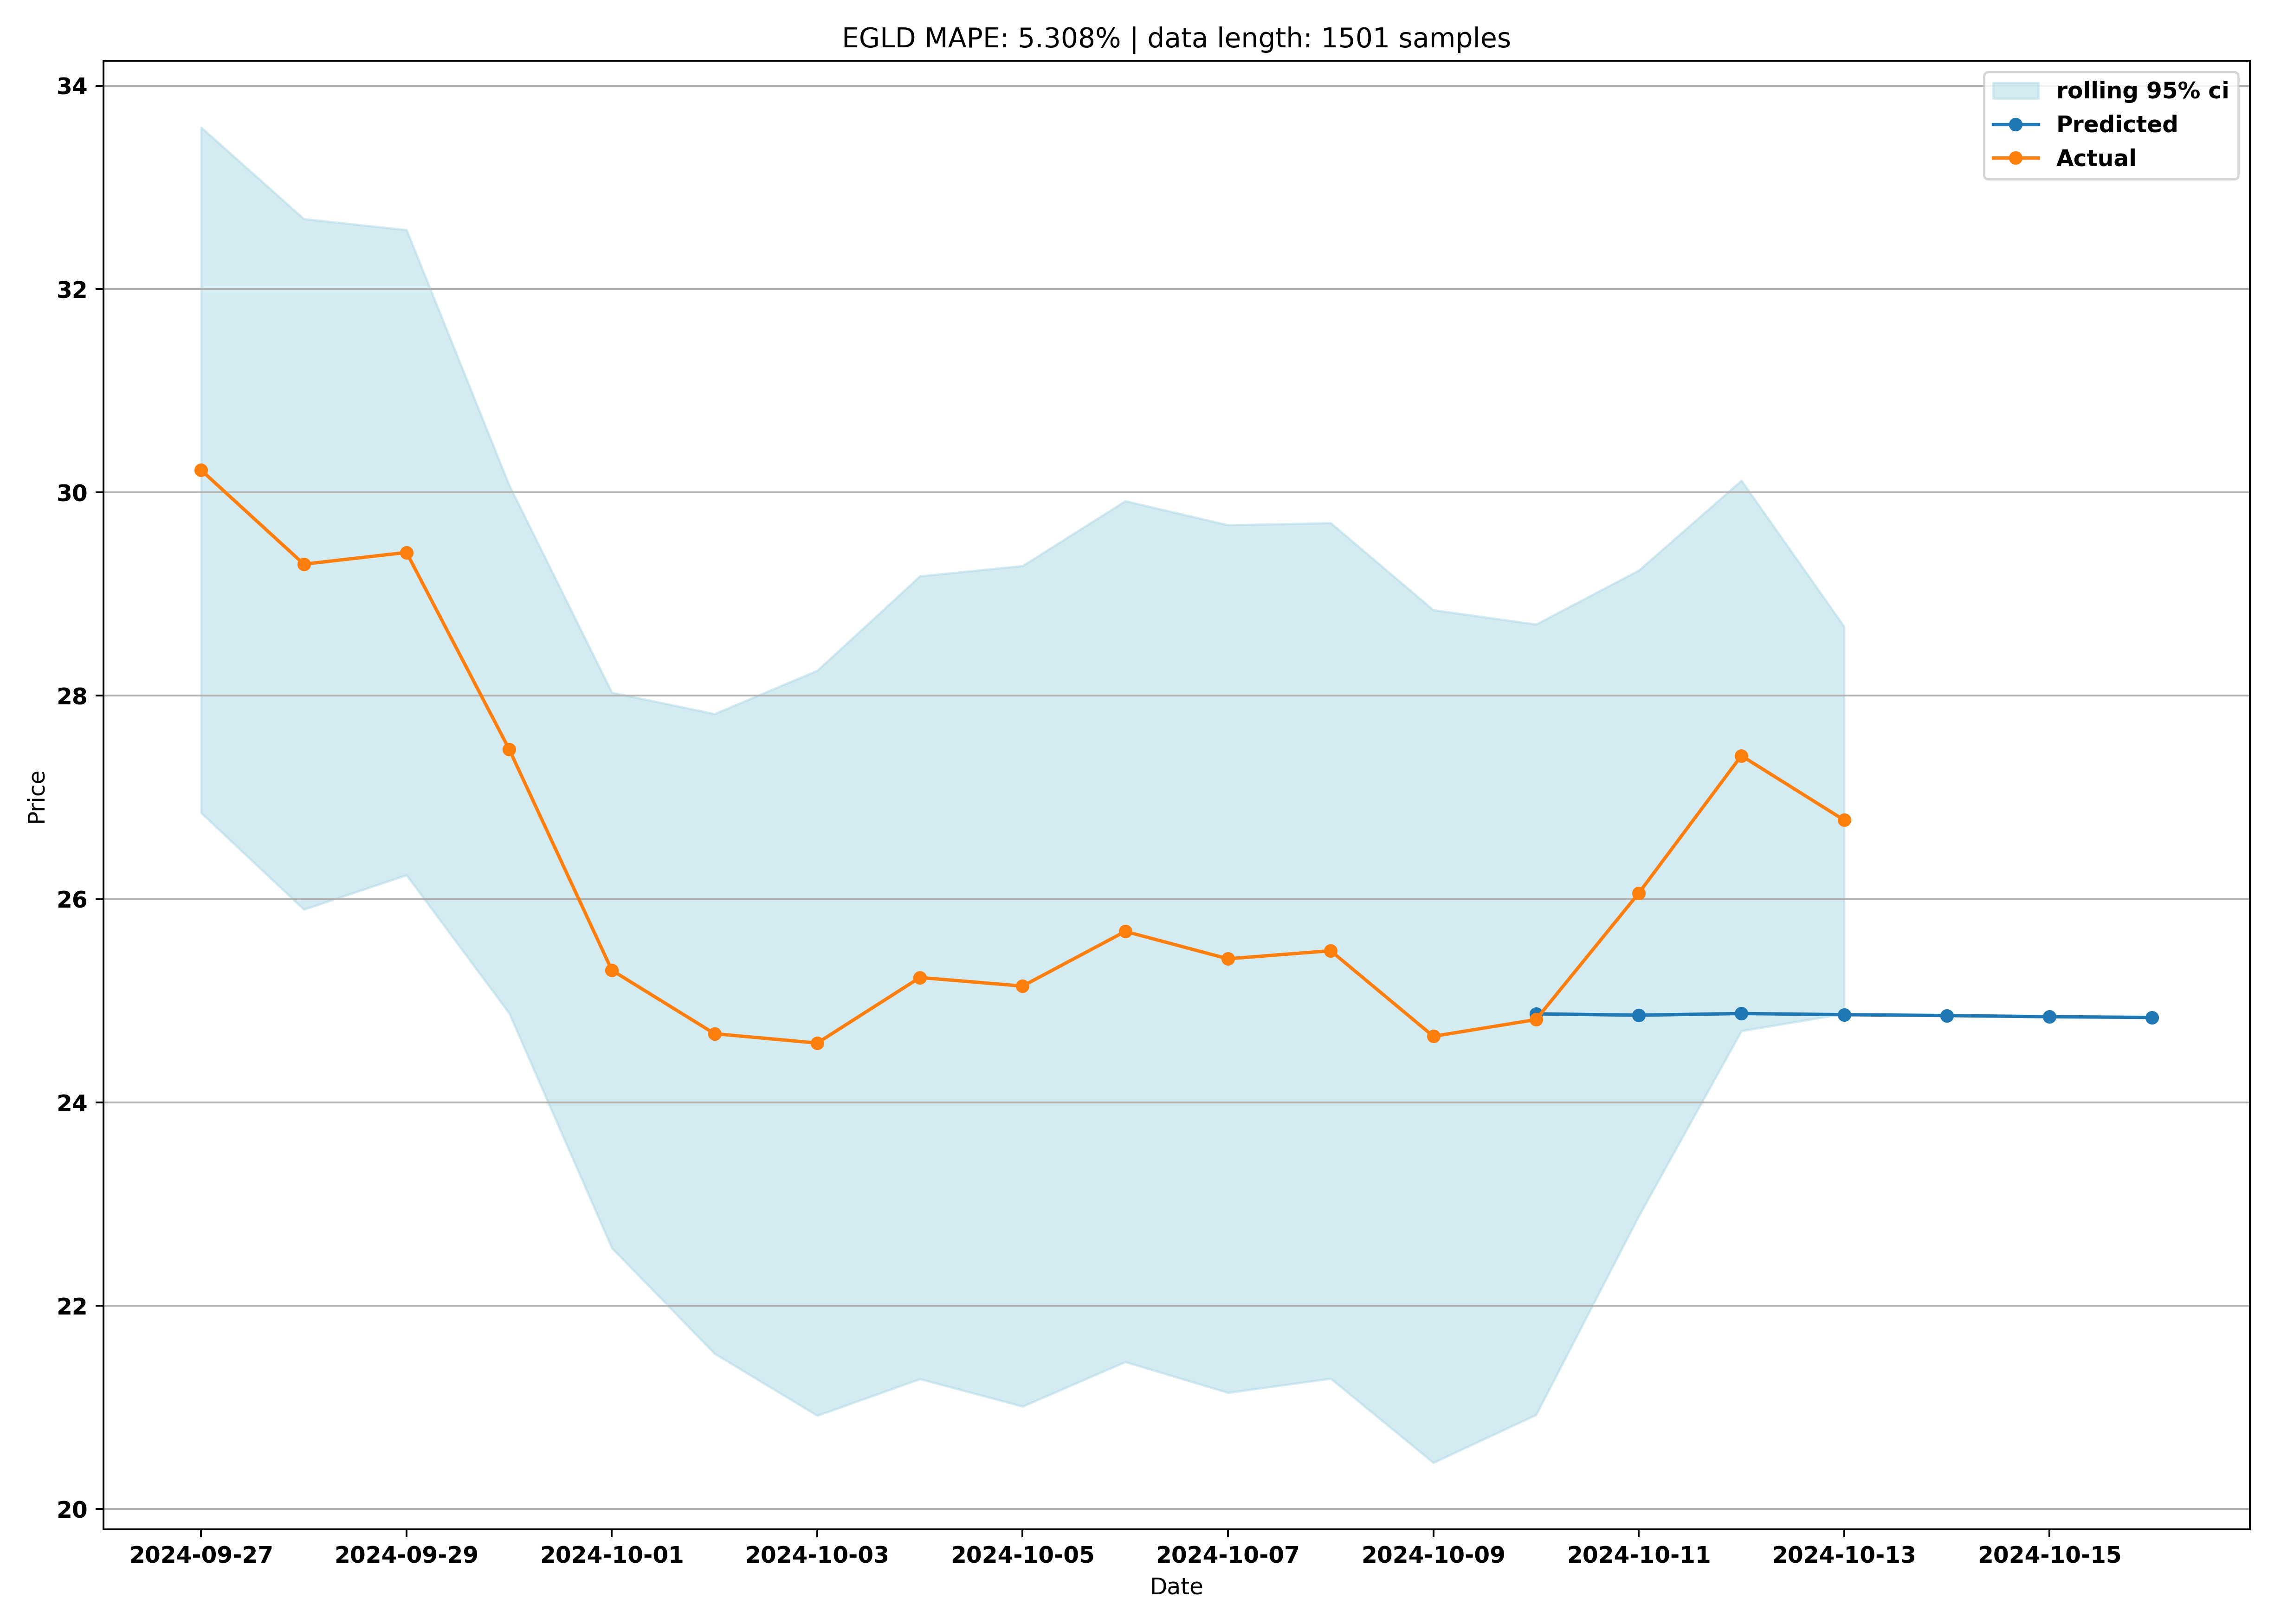 EGLD MAPE: 5.308% | data length: 1501 samples
rolling 95% ci
Predicted
Actual
Price
34
32
30
28
26
24
22
20
2024-09-27 2024-09-29 2024-10-01 2024-10-03 2024-10-05 2024-10-07 2024-10-09 2024-10-11 2024-10-13 2024-10-15
Date